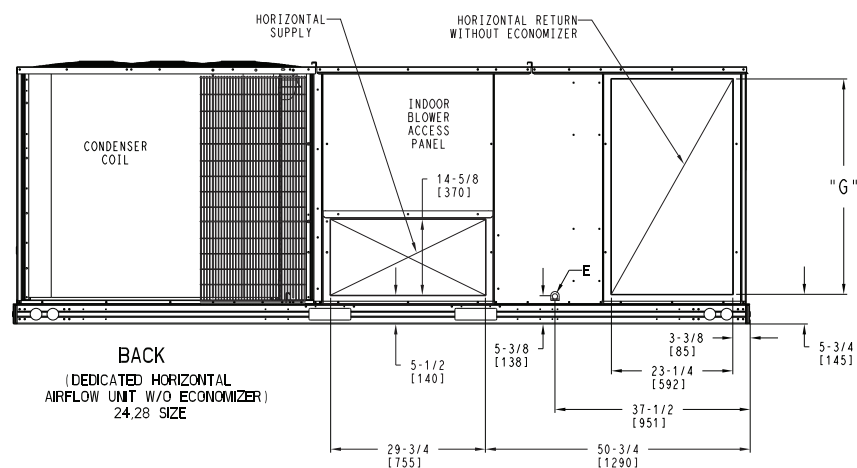 HORIZONTAL
SUPPLY
HORIZONTAL RETURN
WITHOUT ECONOMIZER
CONDENSER
COIL
INDOOR
BLOWER
ACCESS
PANEL
14-5/8
[370]
"G"
E
BACK
(DEDICATED HORIZONTAL
AIRFLOW UNIT W/O ECONOMIZER)
24,28 SIZE
5-1/2
[140]
5-3/8
[138]
3-3/8
[85]
5-3/4
[145]
23-1/4
[592]
37-1/2
[951]
29-3/4
[755]
50-3/4
[1290]